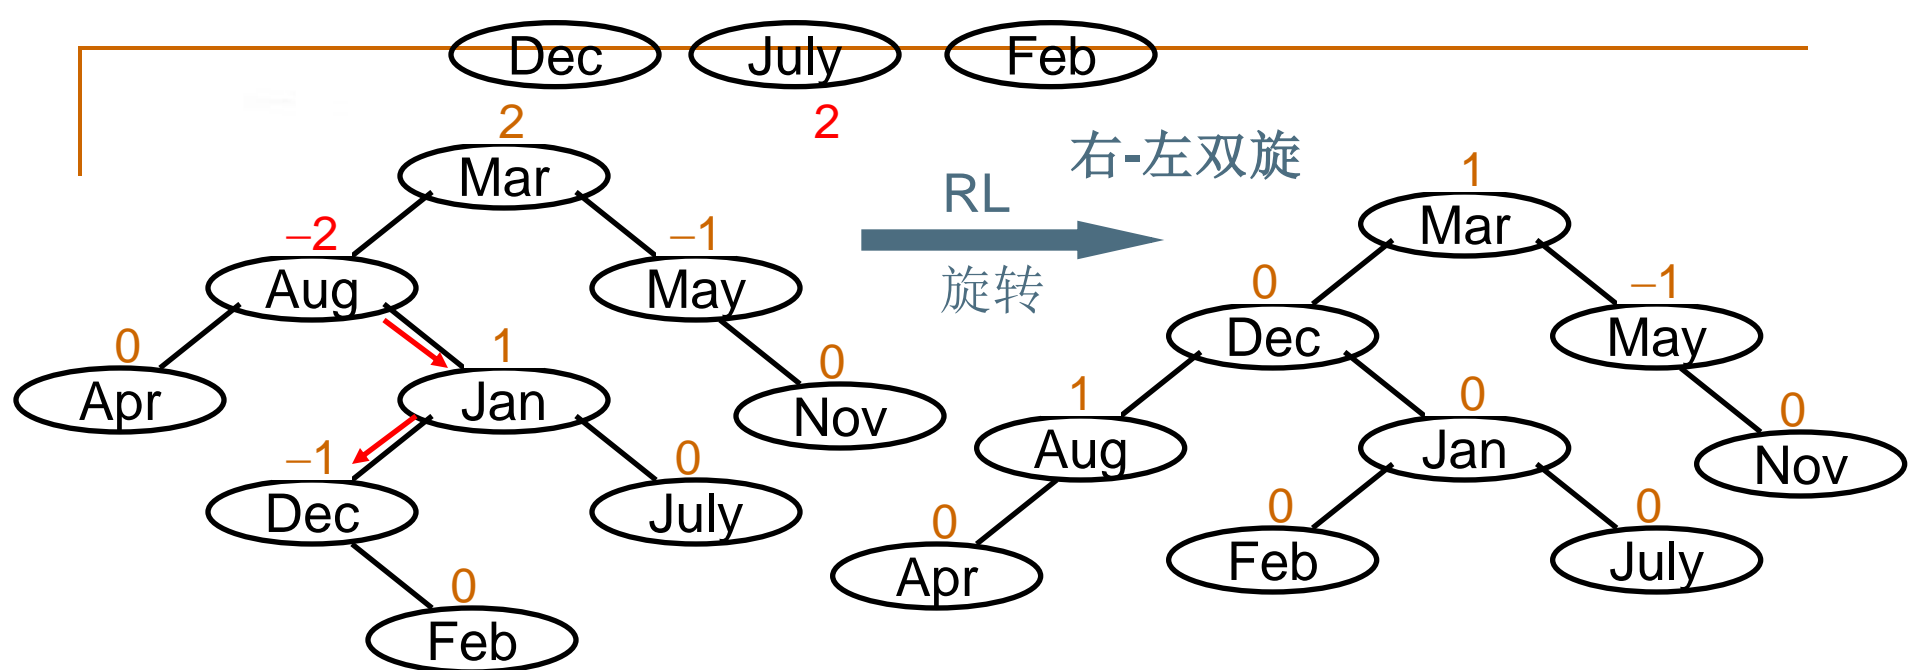 Dec July Feb
2 2
Mar
右-左双旋
1
RL
Mar
–2 –1
Aug May
旋转
0 –1
Dec May
0 1 0
Apr Jan Nov
1 0 0
Aug Jan Nov
–1 0
Dec July
0 0 0
Apr Feb July
0
Feb